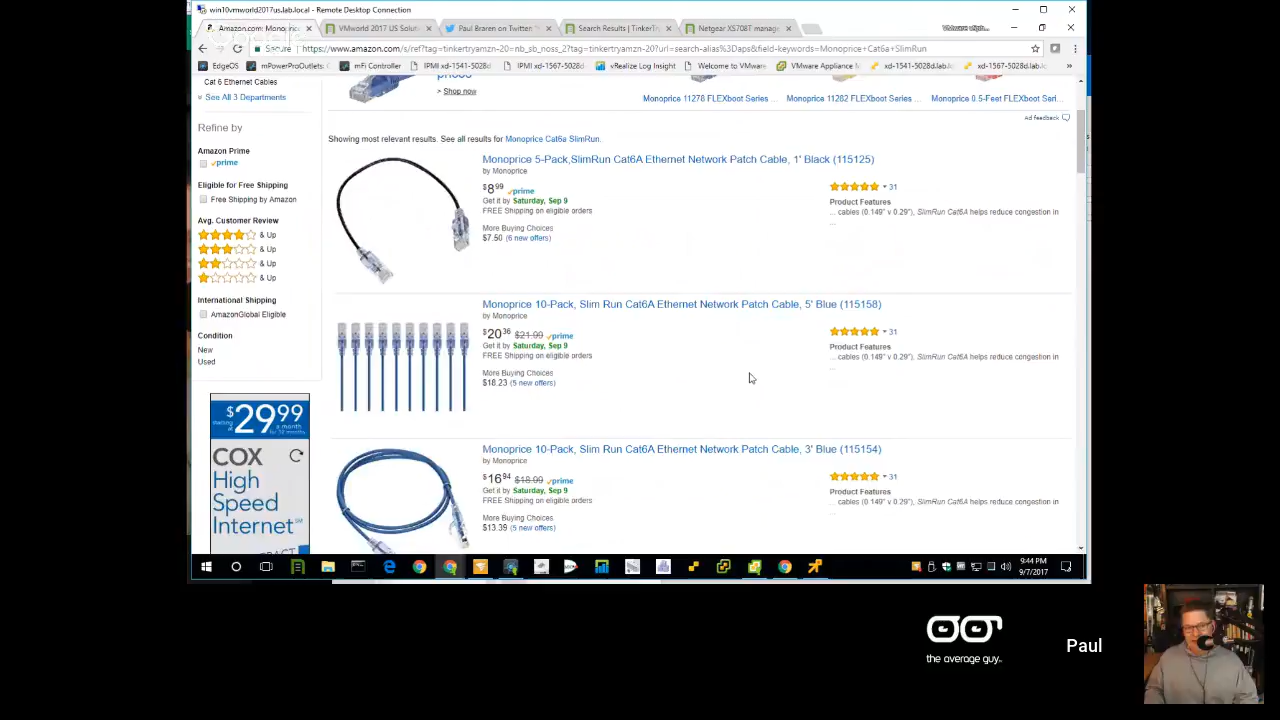 win10vmworld2017us.lab.local - Remote Desktop Connection
Amazon.com: Mono
VMworld 2017 US Soluti
Paul Braren on Twitter "
Search Results | TinkerTry
Netgear XS708T manage
Secure
https://www.amazon.com/s/ref?tag=tinkertryamzn-20=nb_sb_noss_2?tag=tinkertryamzn-20?url=search-alias%3Daps&field-keywords=Monoprice+Cat6a+SlimRun
EdgeOS
mPowerProOutlets: C
mFi Controller
IPMI xd-1541-5028d
IPMI xd-1567-5028d.
vRealize Log Insight
Welcome to VMware
VMware Appliance M
xd-1541-5028d.lab.lo
xd-1567-5028d.lab.lo
»
Cat 6 Ethernet Cables
See All 3 Departments
Refine by
Amazon Prime
prime
Eligible for Free Shipping
Free Shipping by Amazon
Avg. Customer Review
& Up
& Up
& Up
& Up
International Shipping
AmazonGlobal Eligible
Condition
New
Used
> Shop now
Monoprice 11278 FLEXboot Series ...
Monoprice 11282 FLEXboot Series ...
Monoprice 0.5-Feet FLEXboot Seri...
Ad feedback
Showing most relevant results. See all results for Monoprice Cat6a SlimRun.
Monoprice 5-Pack,SlimRun Cat6A Ethernet Network Patch Cable, 1' Black (115125)
by Monoprice
$8 99 prime
Get it by Saturday, Sep 9
FREE Shipping on eligible orders
More Buying Choices
$7.50 (6 new offers)
31
Product Features
... cables (0.149" v 0.29"), SlimRun Cat6A helps reduce congestion in
...
Monoprice 10-Pack, Slim Run Cat6A Ethernet Network Patch Cable, 5' Blue (115158)
by Monoprice
$20 36 $21.99 prime
Get it by Saturday, Sep 9
FREE Shipping on eligible orders
More Buying Choices
$18.23 (5 new offers)
31
Product Features
... cables (0.149" v 0.29"), SlimRun Cat6A helps reduce congestion in
...
Monoprice 10-Pack, Slim Run Cat6A Ethernet Network Patch Cable, 3' Blue (115154)
by Monoprice
$16 94 $18.99 prime
Get it by Saturday, Sep 9
FREE Shipping on eligible orders
More Buying Choices
$13.39 (5 new offers)
31
Product Features
... cables (0.149" v 0.29"), SlimRun Cat6A helps reduce congestion in
...
$29 99
a month
COX
High
Speed
Internet
9:44 PM
9/7/2017
the average guy
Paul